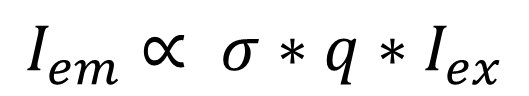 I_em ∝ σ * q * I_ex